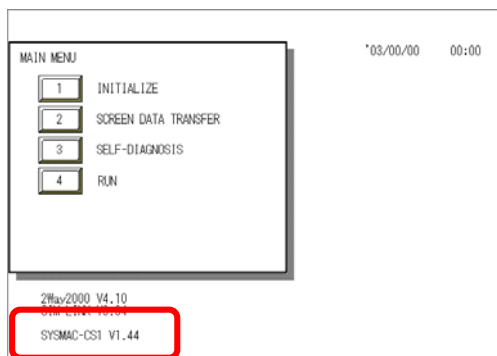 '03/00/00 00:00
MAIN MENU
1 INITIALIZE
2 SCREEN DATA TRANSFER
3 SELF-DIAGNOSIS
4 RUN
2Way2000 V4.10
SYSMAC-CS1 V1.44